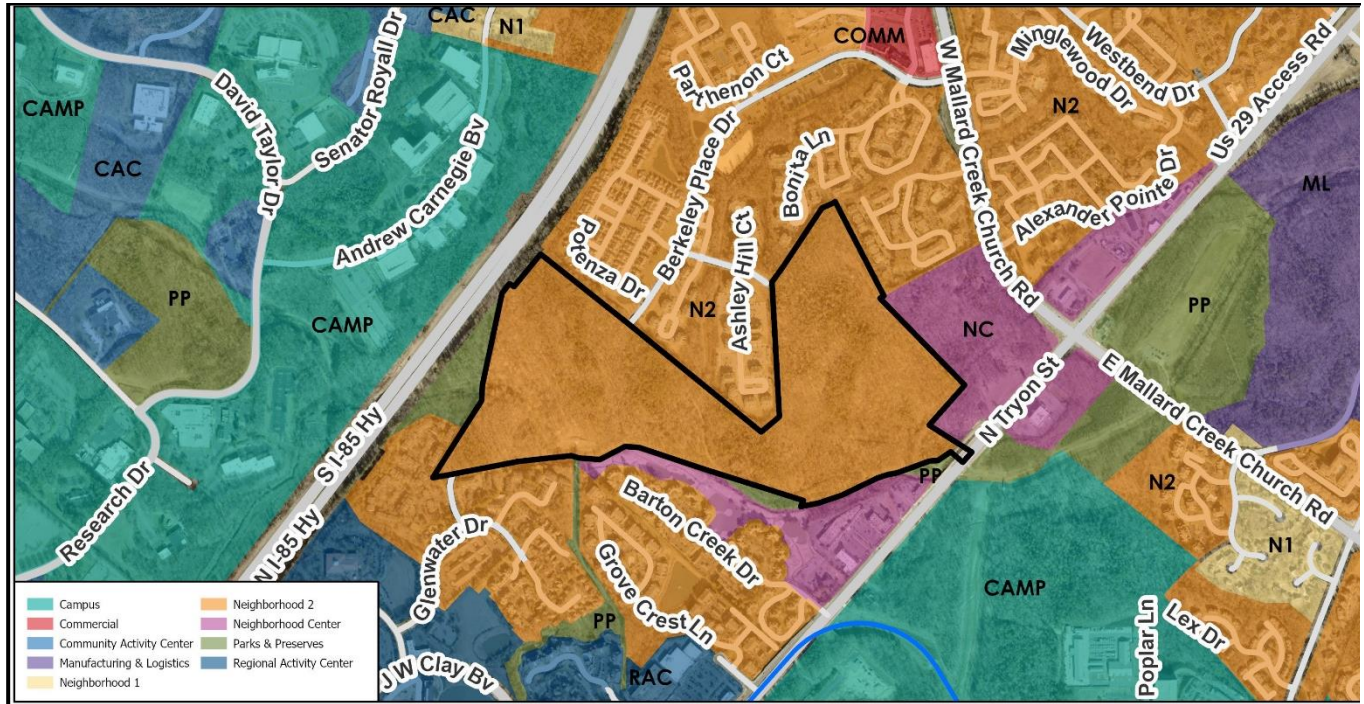 CAC
N1
COMM
Parthenon Ct
W Mallard Creek Church Rd
Minglewood Dr
Westbend Dr
Us 29 Access Rd
CAMP
David Taylor Dr
Senator Royall Dr
N2
CAC
Andrew Carnegie Bv
Berkeley Place Dr
Bonita Ln
ML
Alexander Pointe Dr
Potenza Dr
Ashley Hill Ct
PP
CAMP
N2
NC
PP
N Tryon St
E Mallard Creek Church Rd
S I-85 Hy
Research Dr
PP
N2
Barton Creek Dr
N I-85 Hy
Glenwater Dr
Grove Crest Ln
CAMP
N1
PP
Poplar Ln
Lex Dr
J W Clay Bv
RAC
Campus
Commercial
Community Activity Center
Manufacturing & Logistics
Neighborhood 1
Neighborhood 2
Neighborhood Center
Parks & Preserves
Regional Activity Center